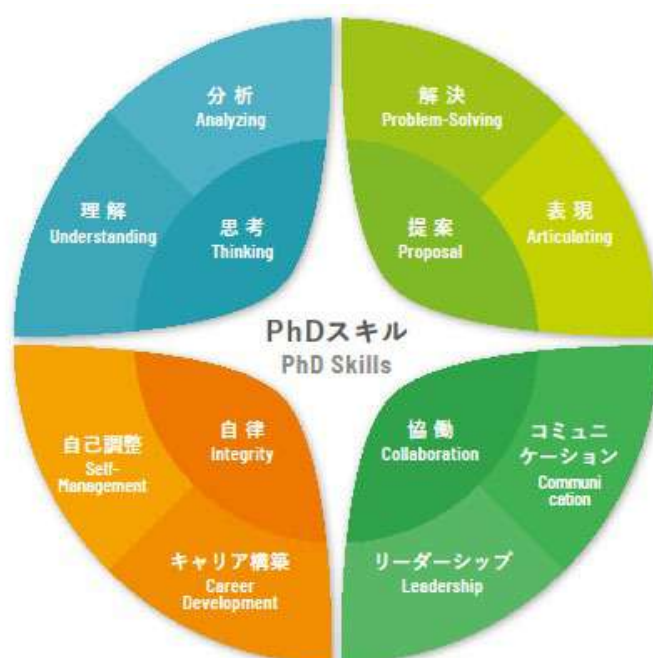 分析
Analyzing
理解
Understanding
思考
Thinking
解決
Problem-Solving
表現
Articulating
提案
Proposal
PhDスキル
PhD Skills
自己調整
Self-
Management
自律
Integrity
キャリア構築
Career
Development
協働
Collaboration
コミュニ
ケーション
Communi
cation
リーダーシップ
Leadership